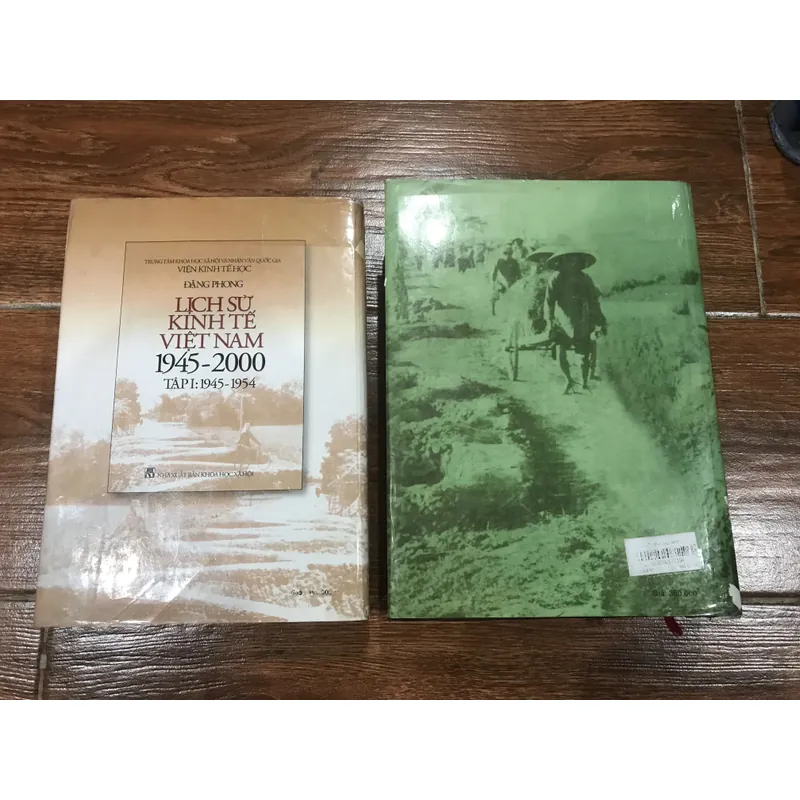 TRUNG TÂM KHOA HỌC XÃ HỘI VÀ NHÂN VĂN QUỐC GIA
VIỆN KINH TẾ HỌC
ĐẶNG PHONG
LỊCH SỬ
KINH TẾ
VIỆT NAM
1945-2000
TẬP I: 1945-1954
NHÀ XUẤT BẢN KHOA HỌC XÃ HỘI